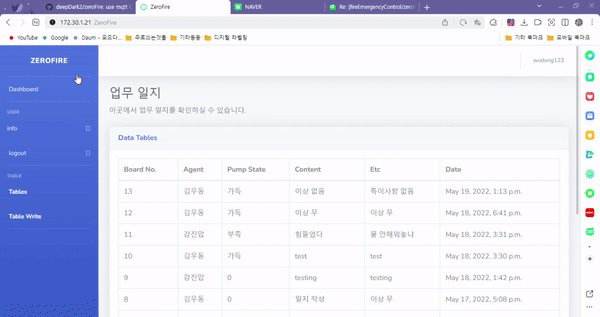 deepDark2/zerofire: use mqtt
ZeroFire
NAVER
Re: [fireEmergencyControl/zer
172.30.1.21 ZeroFire
YouTube
Google
Daum - 모으다...
주로쓰는것들
기타등등
디지털 라벨링
기타 북마크
모바일 북마크
ZEROFIRE
wudong123
Dashboard
USER
info
logout
TABLE
Tables
Table Write
업무 일지
이곳에서 업무 일지를 확인하실 수 있습니다.
Data Tables
Board No. Agent Pump State Content Etc Date
13 김우동 가득 이상 없음 특이사항 없음 May 19, 2022, 1:13 p.m.
12 김우동 가득 이상 무 이상 무 May 18, 2022, 6:41 p.m.
11 강진압 부족 힘들었다 물 안채워놓냐 May 18, 2022, 3:31 p.m.
10 김우동 가득 test test May 18, 2022, 3:30 p.m.
9 강진압 0 testing testing May 18, 2022, 1:42 p.m.
8 김우동 0 일지 작성 이상 무 May 17, 2022, 5:08 p.m.